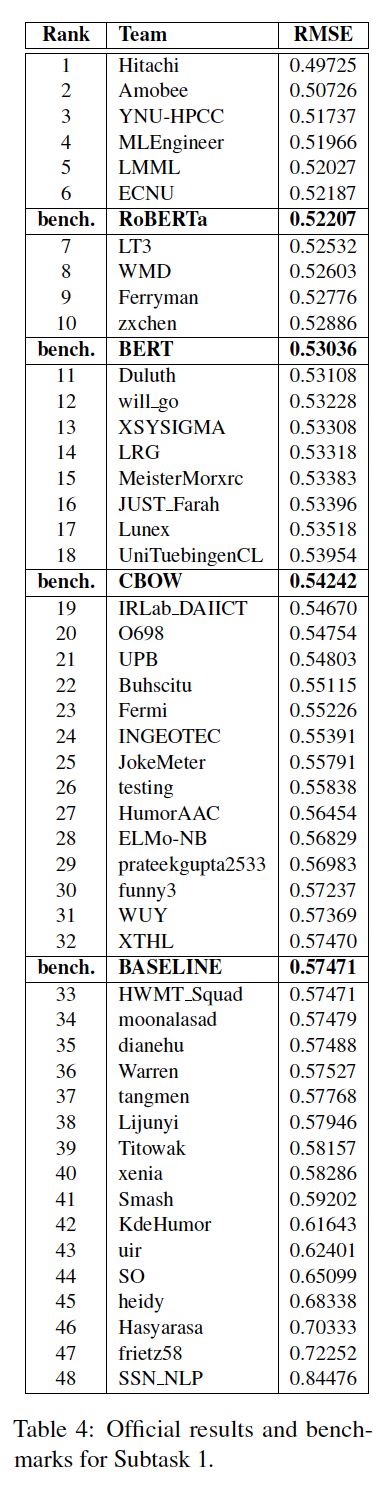 Rank Team RMSE
1 Hitachi 0.49725
2 Amobee 0.50726
3 YNU-HPCC 0.51737
4 MLEngineer 0.51966
5 LMML 0.52027
6 ECNU 0.52187
bench. RoBERTa 0.52207
7 LT3 0.52532
8 WMD 0.52603
9 Ferryman 0.52776
10 zxchen 0.52886
bench. BERT 0.53036
11 Duluth 0.53108
12 will_go 0.53228
13 XSYSIGMA 0.53308
14 LRG 0.53318
15 MeisterMorxrc 0.53383
16 JUST_Farah 0.53396
17 Lunex 0.53518
18 UniTuebingenCL 0.53954
bench. CBOW 0.54242
19 IRLab_DAIICT 0.54670
20 O698 0.54754
21 UPB 0.54803
22 Buhscitu 0.55115
23 Fermi 0.55226
24 INGEOTEC 0.55391
25 JokeMeter 0.55791
26 testing 0.55838
27 HumorAAC 0.56454
28 ELMo-NB 0.56829
29 prateekgupta2533 0.56983
30 funny3 0.57237
31 WUY 0.57369
32 XTHL 0.57470
bench. BASELINE 0.57471
33 HWMT_Squad 0.57471
34 moonalasad 0.57479
35 dianehu 0.57488
36 Warren 0.57527
37 tangmen 0.57768
38 Lijunyi 0.57946
39 Titowak 0.58157
40 xenia 0.58286
41 Smash 0.59202
42 KdeHumor 0.61643
43 uir 0.62401
44 SO 0.65099
45 heidy 0.68338
46 Hasyarasa 0.70333
47 frietz58 0.72252
48 SSN_NLP 0.84476
Table 4: Official results and bench-
marks for Subtask 1.